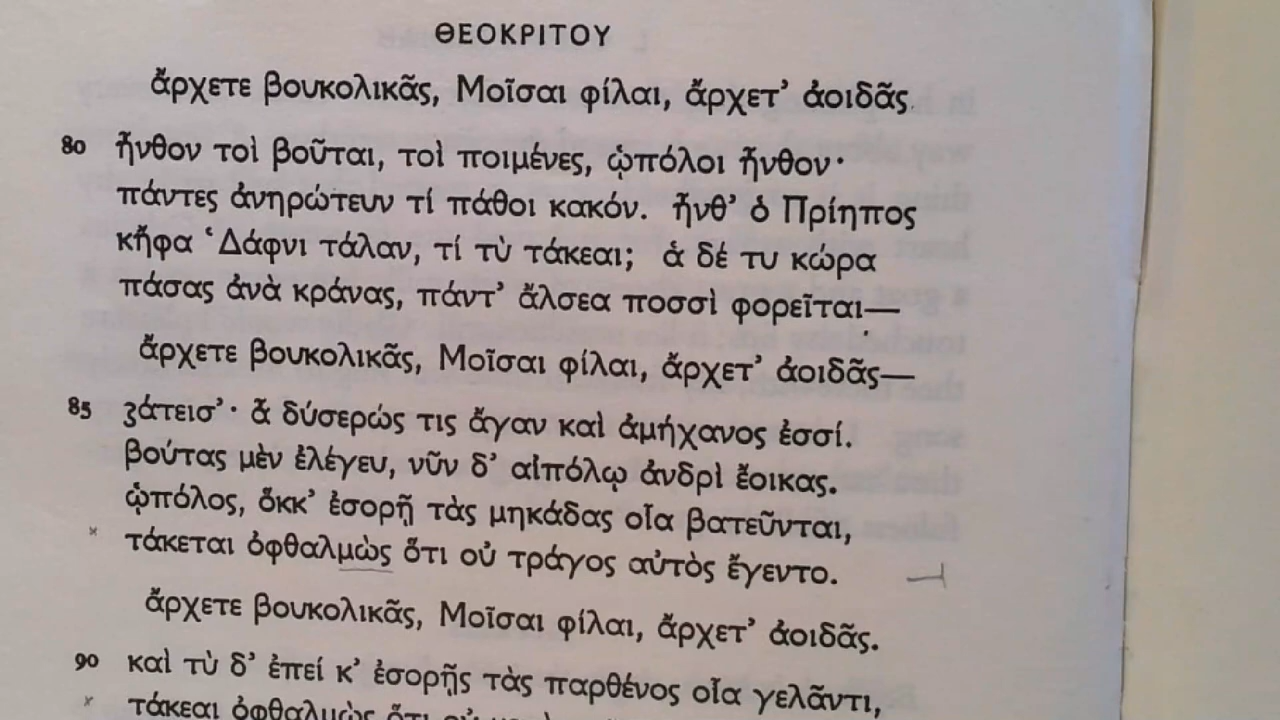 ΘΕΟΚΡΙΤΟΥ
ἄρχετε βουκολικᾶς, Μοῖσαι φίλαι, ἄρχετ’ ἀοιδᾶς.
80 ἦνθον τοὶ βοῦται, τοὶ ποιμένες, ᾡπόλοι ἦνθον·
πάντες ἀνηρώτευν τί πάθοι κακόν. ἦνθ’ ὁ Πρίηπος
κἤφα ‘Δάφνι τάλαν, τί τὺ τάκεαι; ἁ δέ τυ κώρα
πάσας ἀνὰ κράνας, πάντ’ ἄλσεα ποσσὶ φορεῖται—
ἄρχετε βουκολικᾶς, Μοῖσαι φίλαι, ἄρχετ’ ἀοιδᾶς—
85 ζάτεισ’· ἆ δύσερώς τις ἄγαν καὶ ἀμήχανος ἐσσί.
βούτας μὲν ἐλέγευ, νῦν δ’ αἰπόλῳ ἀνδρὶ ἔοικας.
ᾡπόλος, ὅκκ’ ἐσορῇ τὰς μηκάδας οἷα βατεῦνται,
τάκεται ὀφθαλμὼς ὅτι οὐ τράγος αὐτὸς ἔγεντο.
ἄρχετε βουκολικᾶς, Μοῖσαι φίλαι, ἄρχετ’ ἀοιδᾶς.
90 καὶ τὺ δ’ ἐπεί κ’ ἐσορῇς τὰς παρθένος οἷα γελᾶντι,
τάκεαι ὀφθαλμὼς ὅτι οὐ